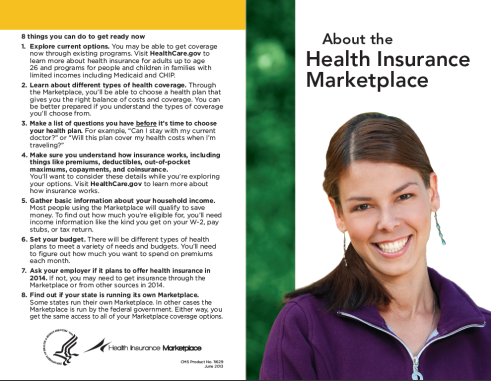 8 things you can do to get ready now
1. Explore current options. You may be able to get coverage
now through existing programs. Visit HealthCare.gov to
learn more about health insurance for adults up to age
26 and programs for people and children in families with
limited incomes including Medicaid and CHIP.
2. Learn about different types of health coverage. Through
the Marketplace, you'll be able to choose a health plan that
gives you the right balance of costs and coverage. You can
be better prepared if you understand the types of coverage
you'll choose from.
3. Make a list of questions you have before it's time to choose
your health plan. For example, "Can I stay with my current
doctor?" or "Will this plan cover my health costs when I'm
traveling?"
4. Make sure you understand how insurance works, including
things like premiums, deductibles, out-of-pocket
maximums, copayments, and coinsurance.
You'll want to consider these details while you're exploring
your options. Visit HealthCare.gov to learn more about
how insurance works.
5. Gather basic information about your household income.
Most people using the Marketplace will qualify to save
money. To find out how much you're eligible for, you'll need
income information like the kind you get on your W-2, pay
stubs, or tax return.
6. Set your budget. There will be different types of health
plans to meet a variety of needs and budgets. You'll need
to figure out how much you want to spend on premiums
each month.
7. Ask your employer if it plans to offer health insurance in
2014. If not, you may need to get insurance through the
Marketplace or from other sources in 2014.
8. Find out if your state is running its own Marketplace.
Some states run their own Marketplace. In other cases the
Marketplace is run by the federal government. Either way, you
get the same access to all of your Marketplace coverage options.
Health Insurance Marketplace
CMS Product No. 11629
June 2013
About the
Health Insurance
Marketplace